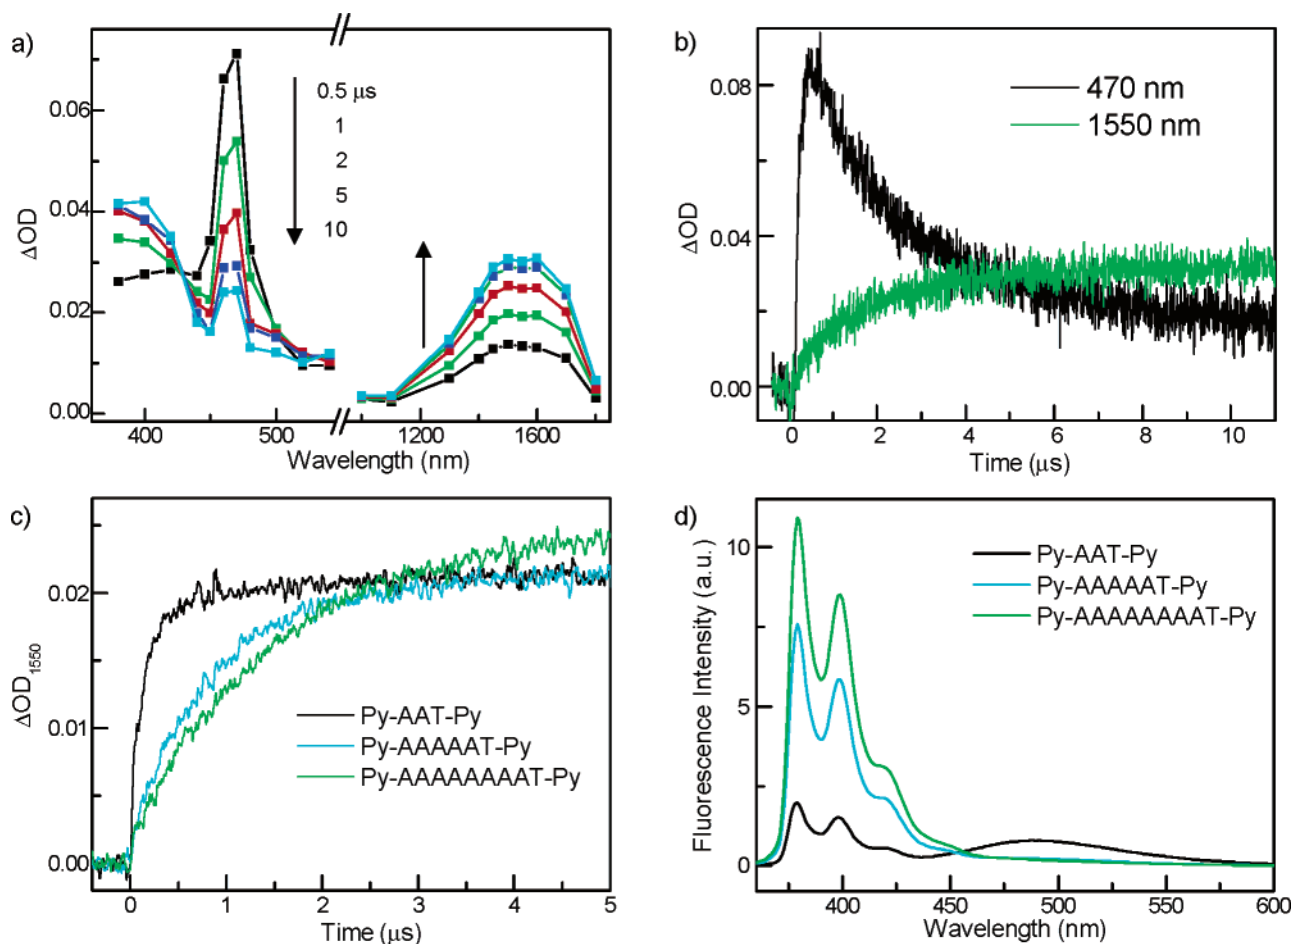 a)
ΔOD
0.06
0.04
0.02
0.00
0.5 μs
1
2
5
10
400
500
1200
1600
Wavelength (nm)
b)
ΔOD
0.08
0.04
0.00
470 nm
1550 nm
0
2
4
6
8
10
Time (μs)
c)
ΔOD1550
0.02
0.01
0.00
Py-AAT-Py
Py-AAAAAT-Py
Py-AAAAAAAAT-Py
0
1
2
3
4
5
Time (μs)
d)
Fluorescence Intensity (a.u.)
10
5
0
Py-AAT-Py
Py-AAAAAT-Py
Py-AAAAAAAAT-Py
400
450
500
550
600
Wavelength (nm)